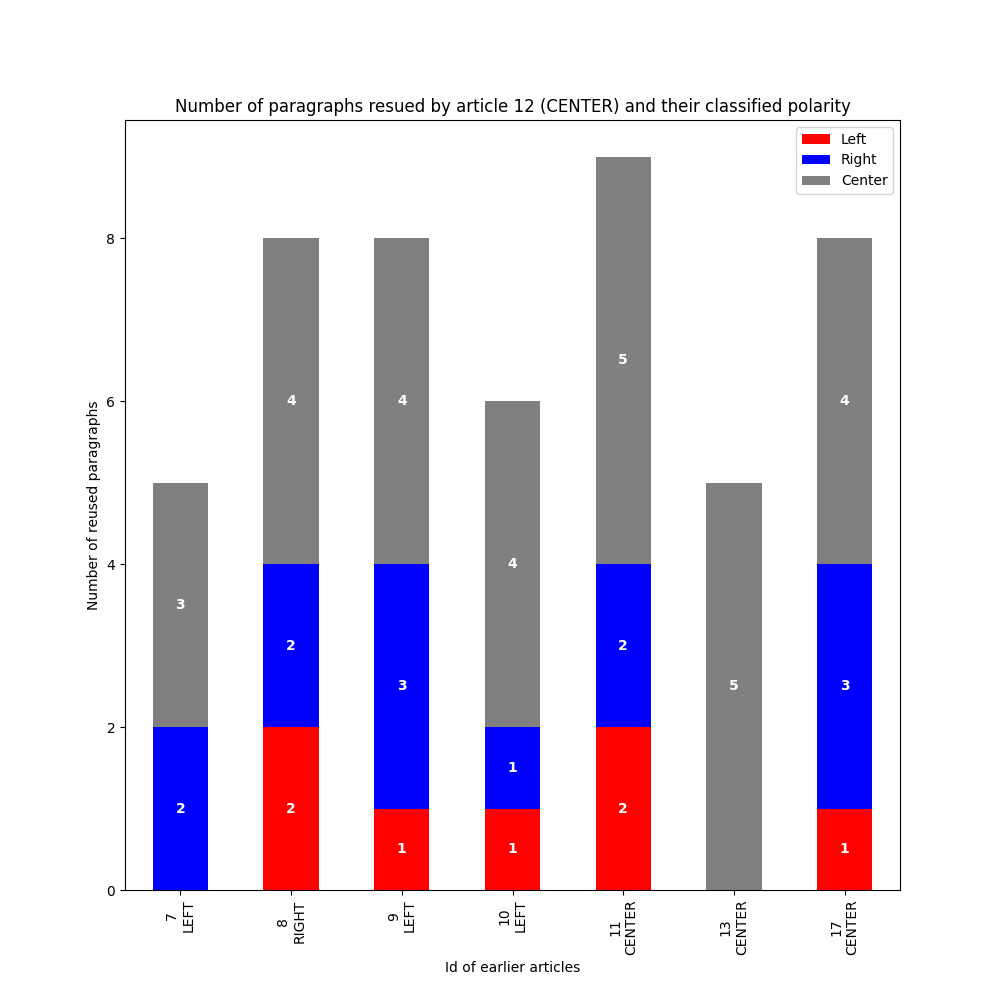 Number of paragraphs resued by article 12 (CENTER) and their classified polarity
Left
Right
Center
Number of reused paragraphs
8
6
4
2
0
3
2
4
2
2
4
3
1
4
1
1
5
2
2
5
4
3
1
7
LEFT
8
RIGHT
9
LEFT
10
LEFT
11
CENTER
13
CENTER
17
CENTER
Id of earlier articles